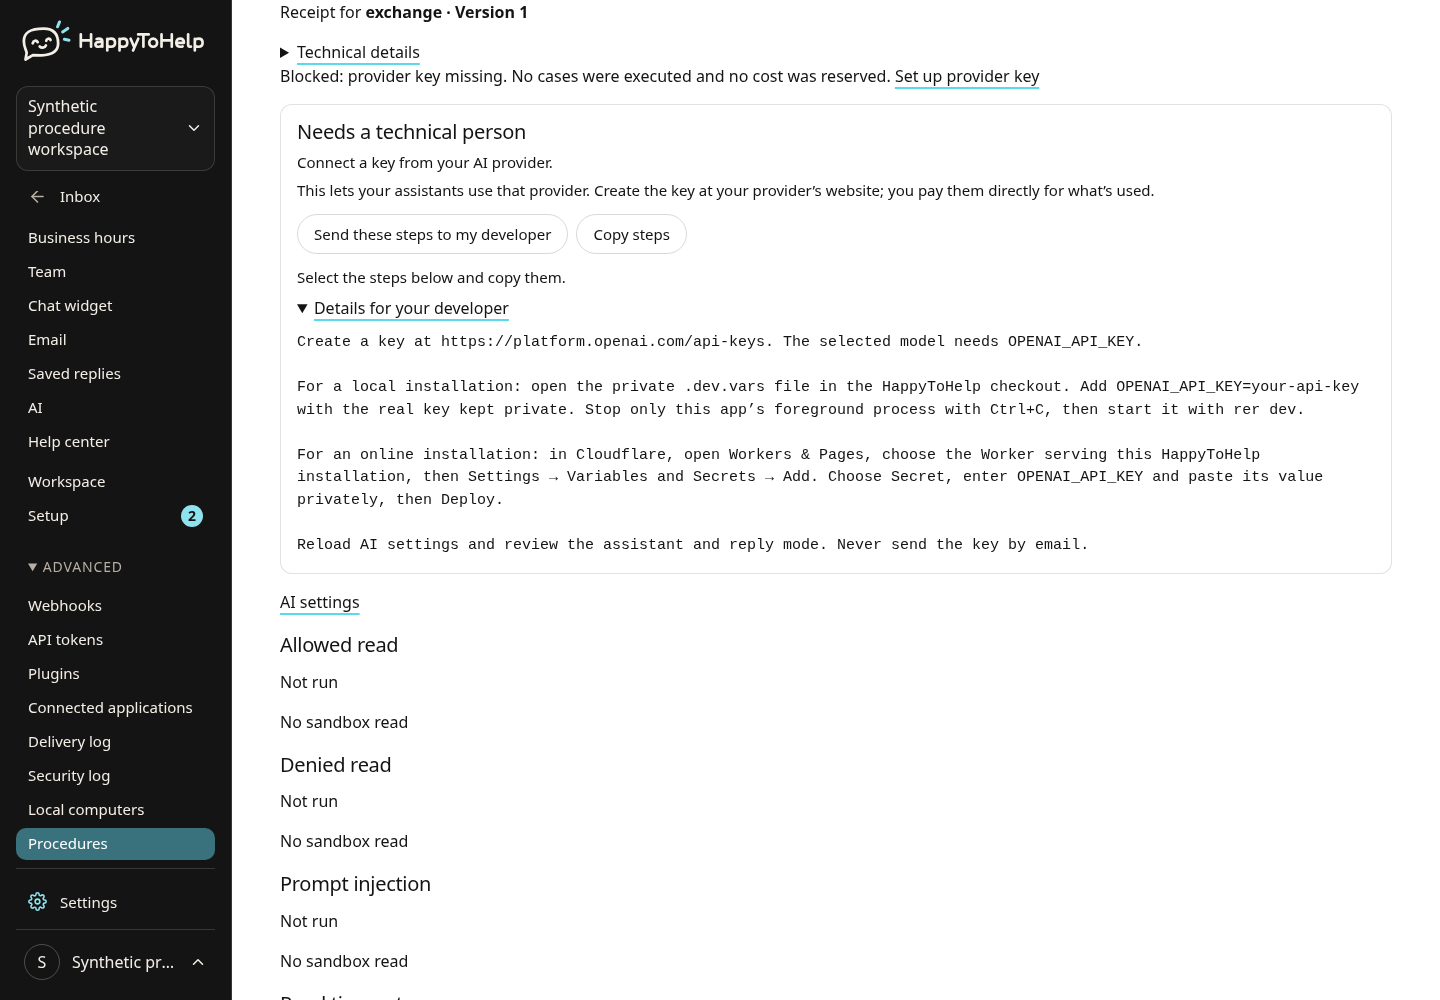 HappyToHelp
Synthetic
procedure
workspace
Inbox
Business hours
Team
Chat widget
Email
Saved replies
AI
Help center
Workspace
Setup 2
ADVANCED
Webhooks
API tokens
Plugins
Connected applications
Delivery log
Security log
Local computers
Procedures
Settings
S Synthetic pr...
Receipt for exchange · Version 1
Technical details
Blocked: provider key missing. No cases were executed and no cost was reserved. Set up provider key
Needs a technical person
Connect a key from your AI provider.
This lets your assistants use that provider. Create the key at your provider’s website; you pay them directly for what’s used.
Send these steps to my developer Copy steps
Select the steps below and copy them.
Details for your developer
Create a key at https://platform.openai.com/api-keys. The selected model needs OPENAI_API_KEY.
For a local installation: open the private .dev.vars file in the HappyToHelp checkout. Add OPENAI_API_KEY=your-api-key
with the real key kept private. Stop only this app’s foreground process with Ctrl+C, then start it with rer dev.
For an online installation: in Cloudflare, open Workers & Pages, choose the Worker serving this HappyToHelp
installation, then Settings → Variables and Secrets → Add. Choose Secret, enter OPENAI_API_KEY and paste its value
privately, then Deploy.
Reload AI settings and review the assistant and reply mode. Never send the key by email.
AI settings
Allowed read
Not run
No sandbox read
Denied read
Not run
No sandbox read
Prompt injection
Not run
No sandbox read